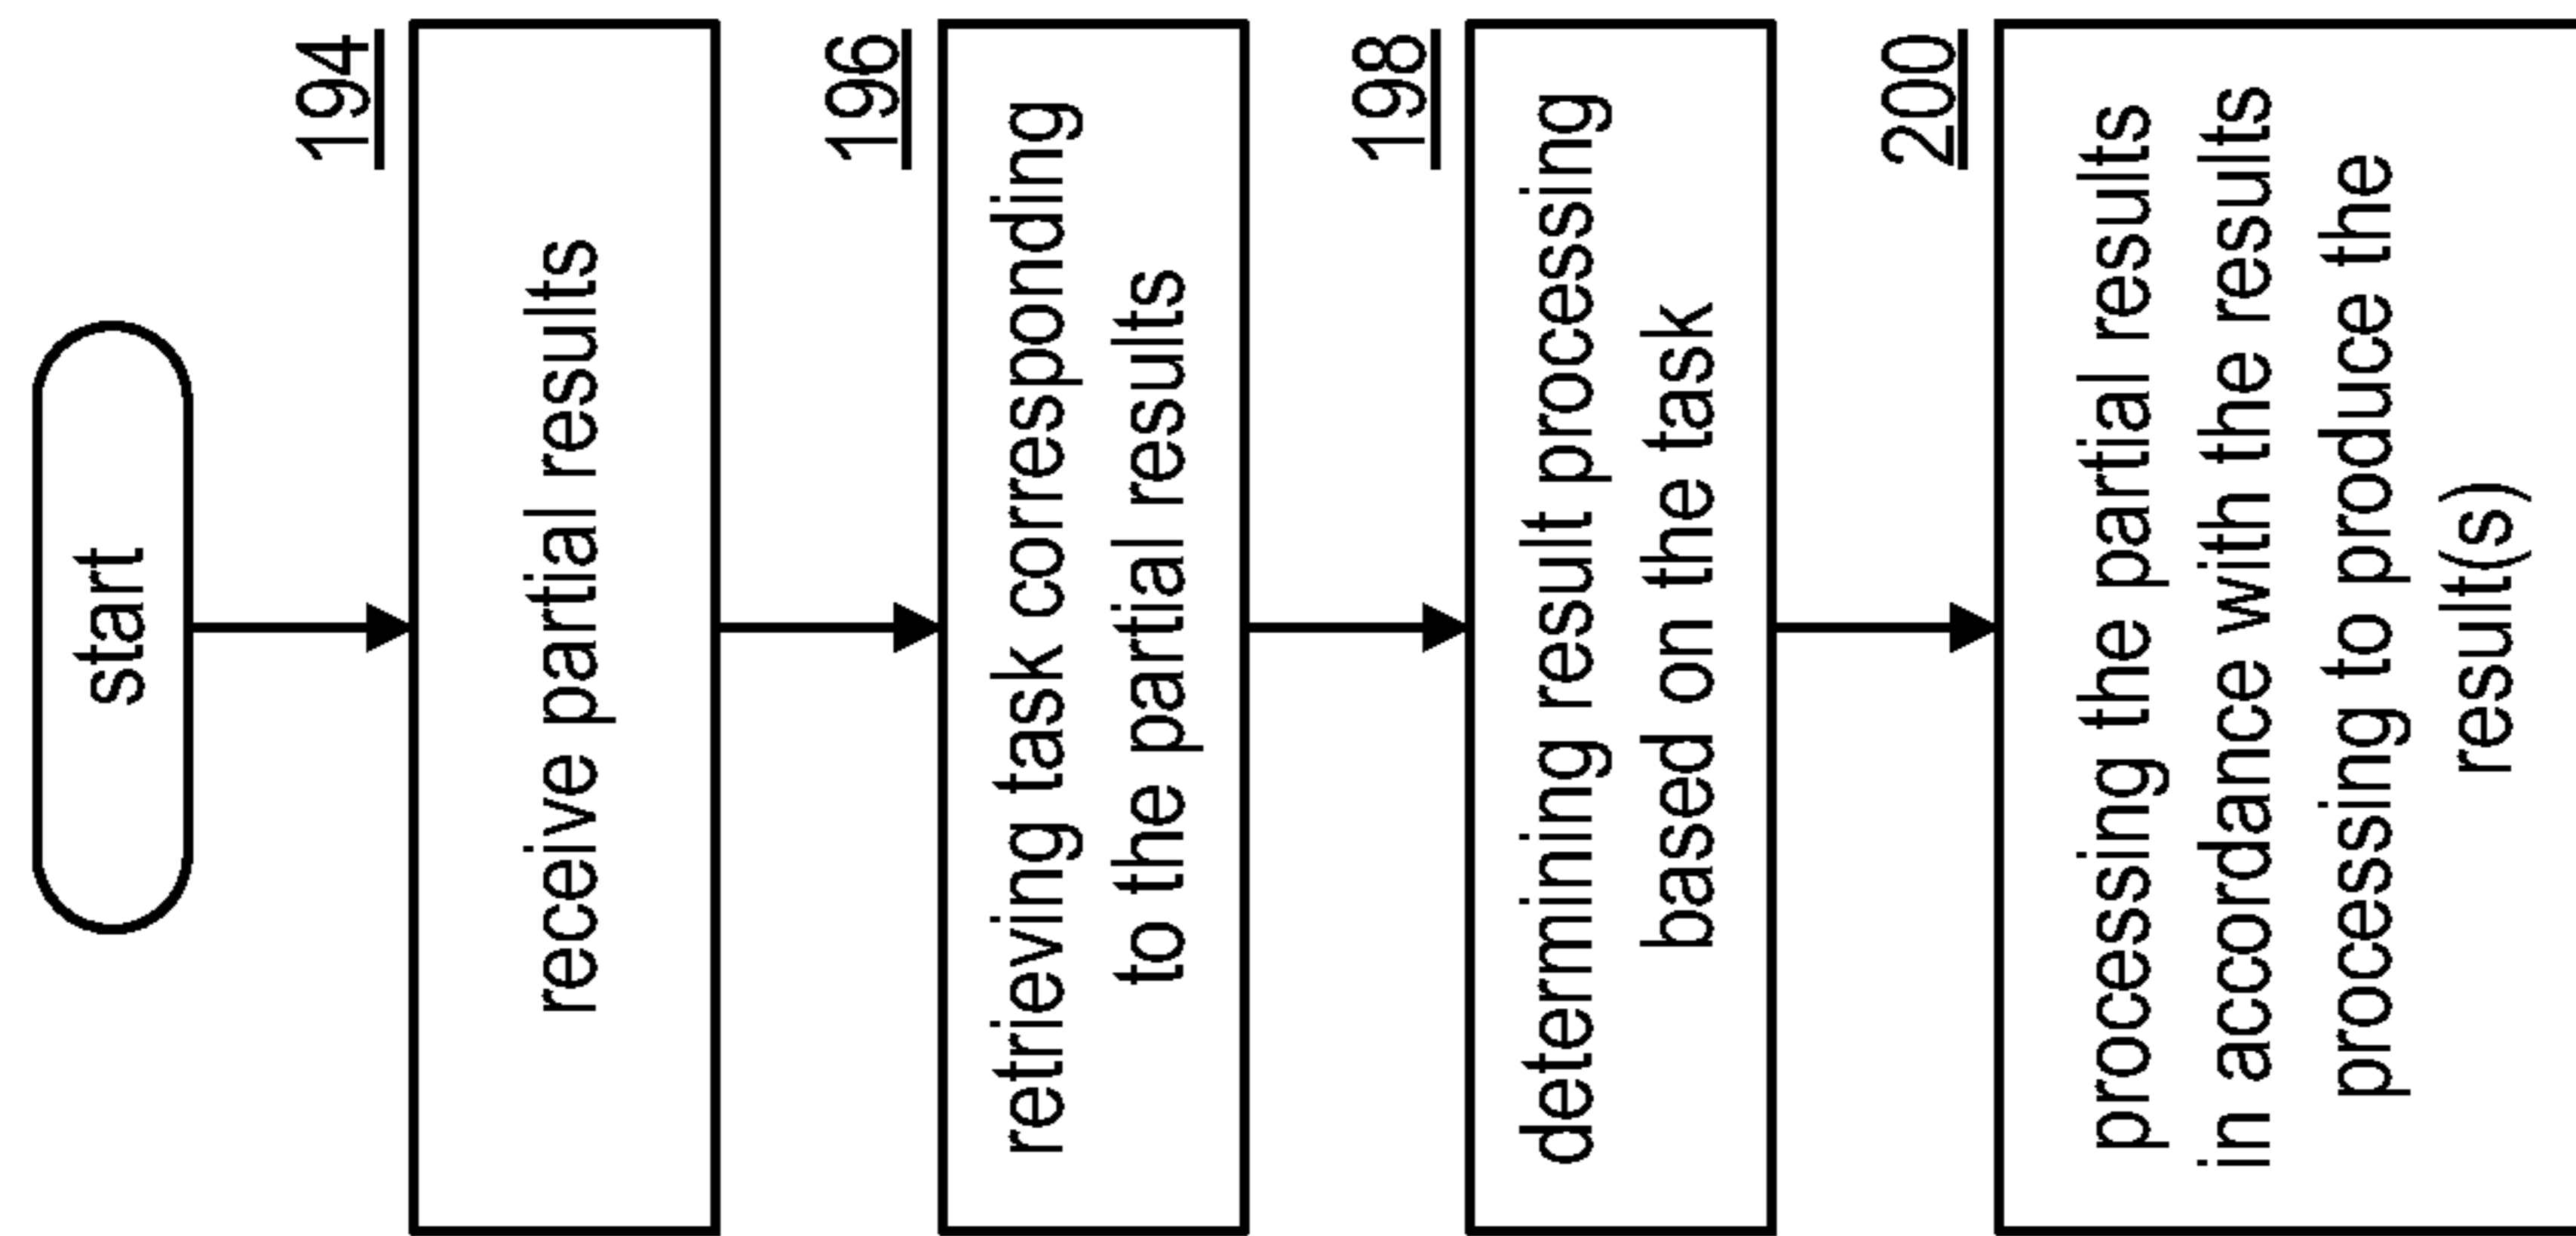 start
194
receive partial results
196
retrieving task corresponding
to the partial results
198
determining result processing
based on the task
200
processing the partial results
in accordance with the results
processing to produce the
result(s)